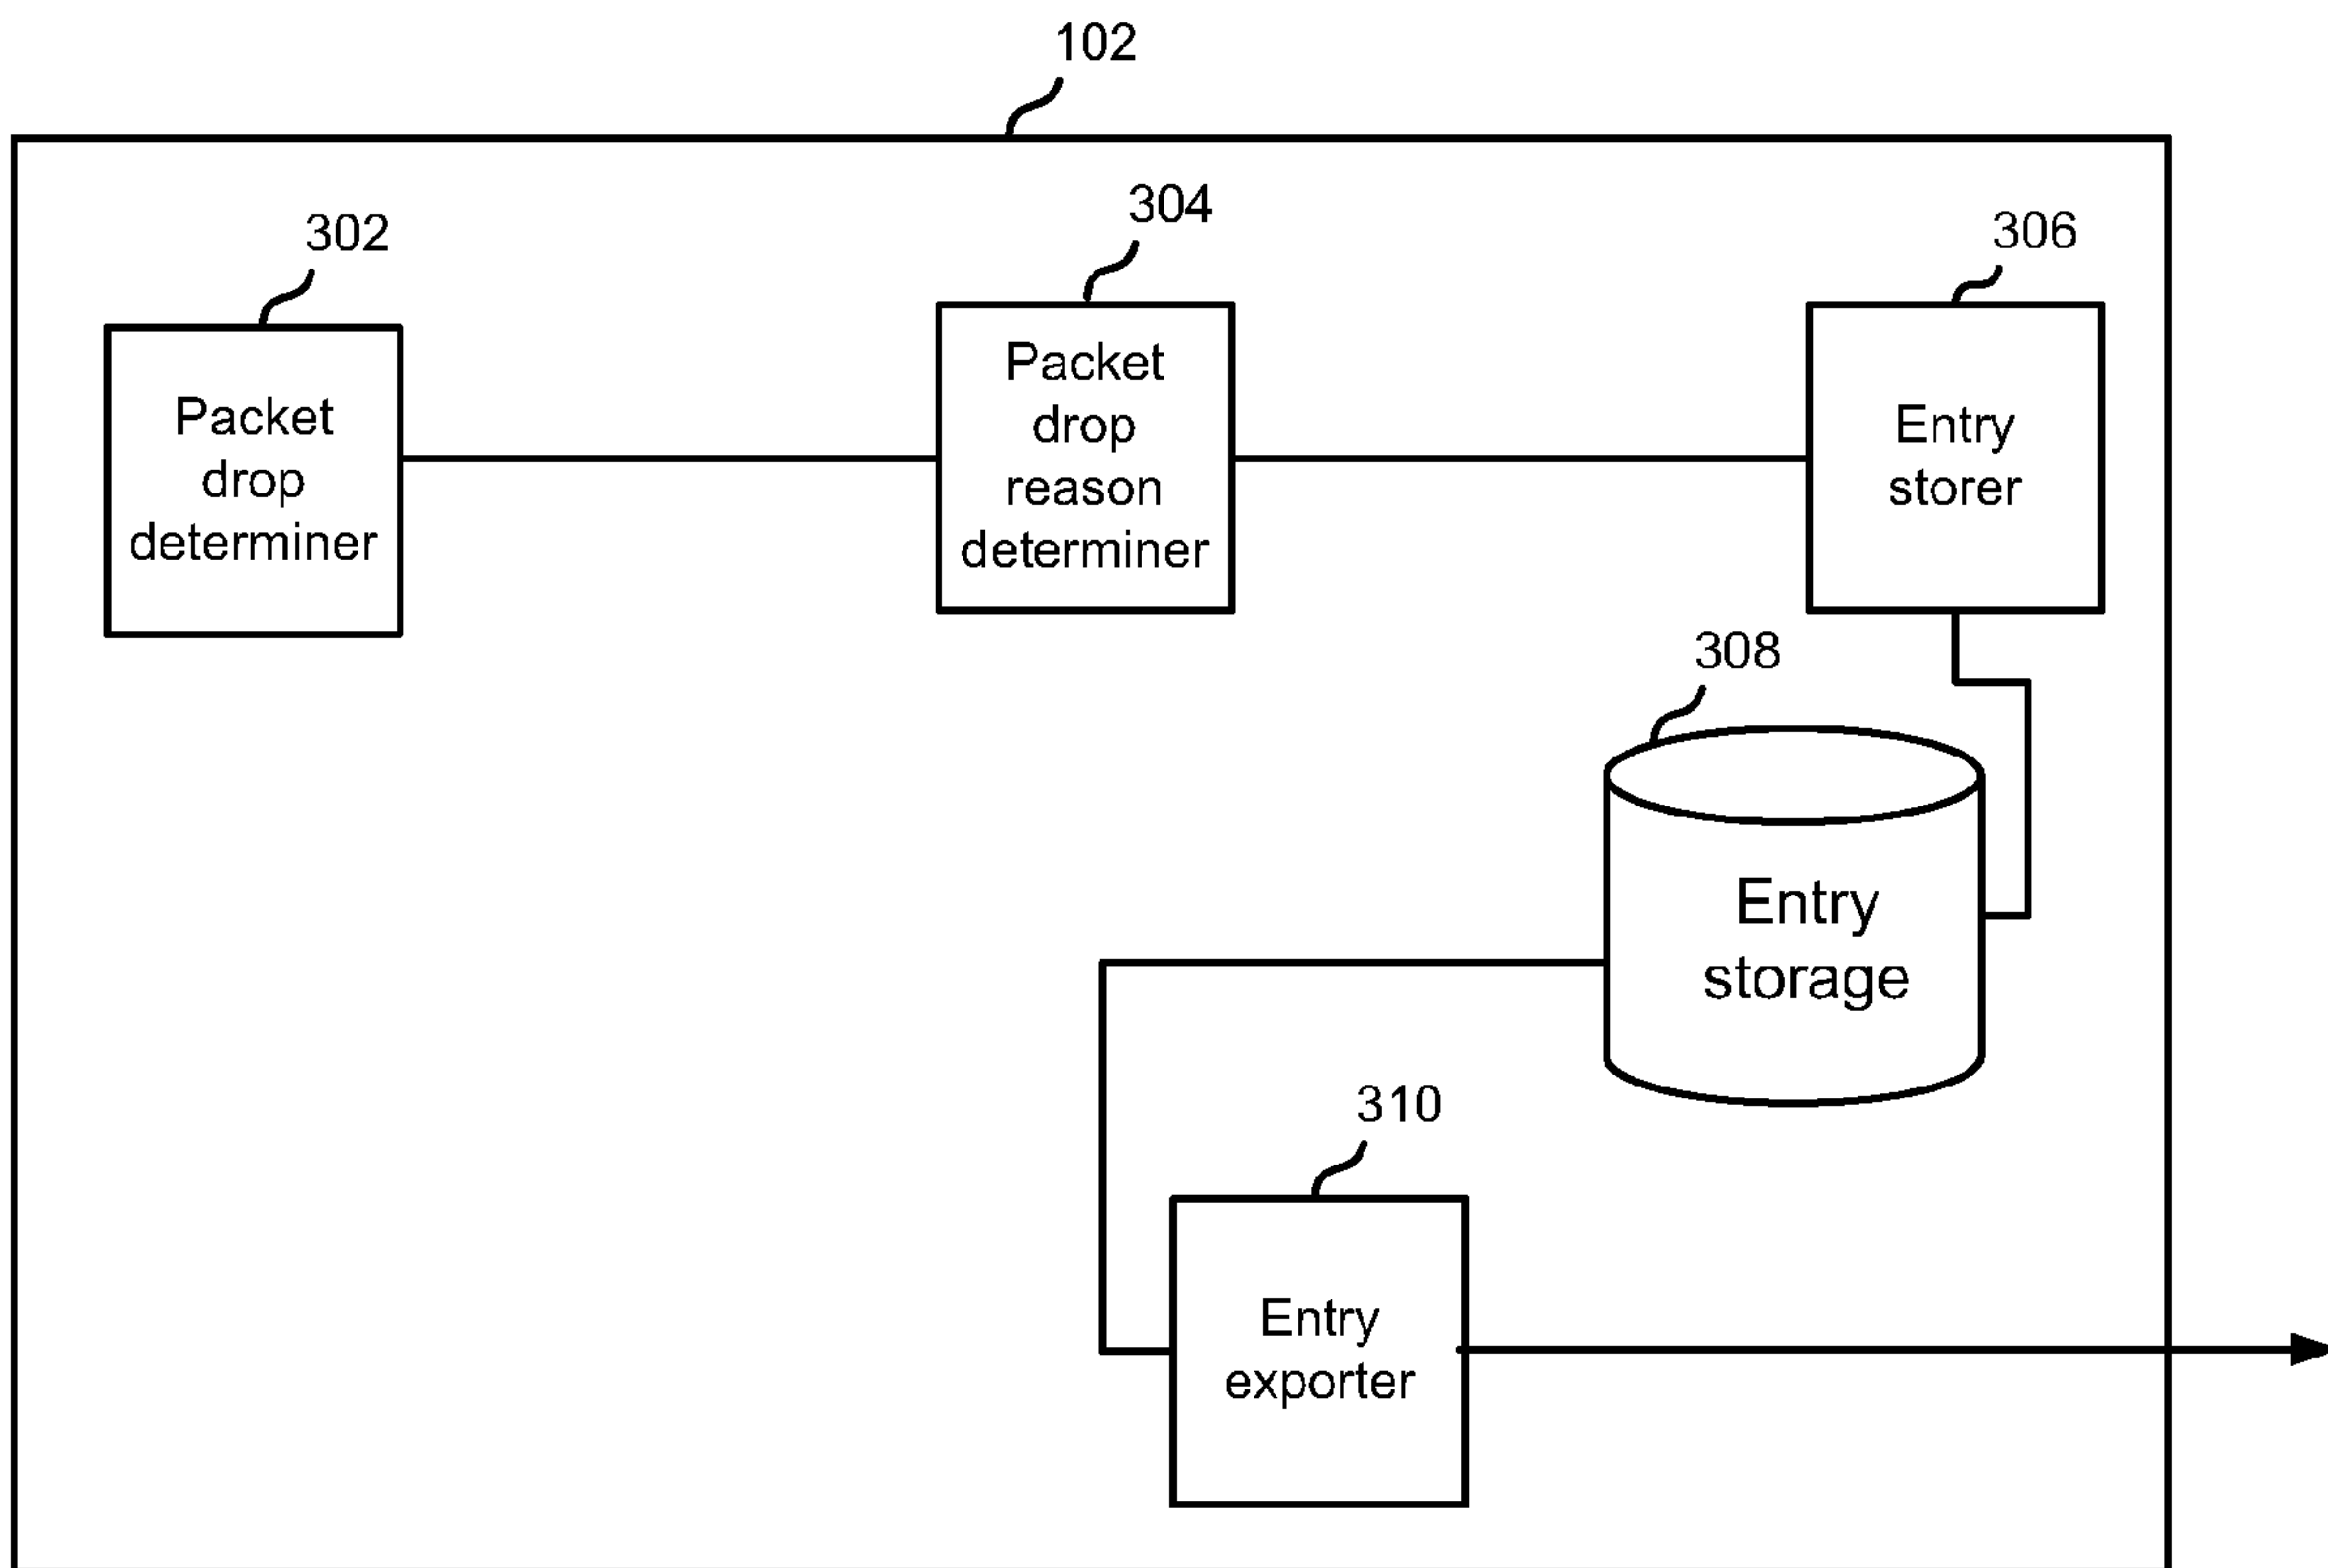 102
302
304
306
Packet
drop
determiner
Packet
drop
reason
determiner
Entry
storer
308
Entry
storage
310
Entry
exporter